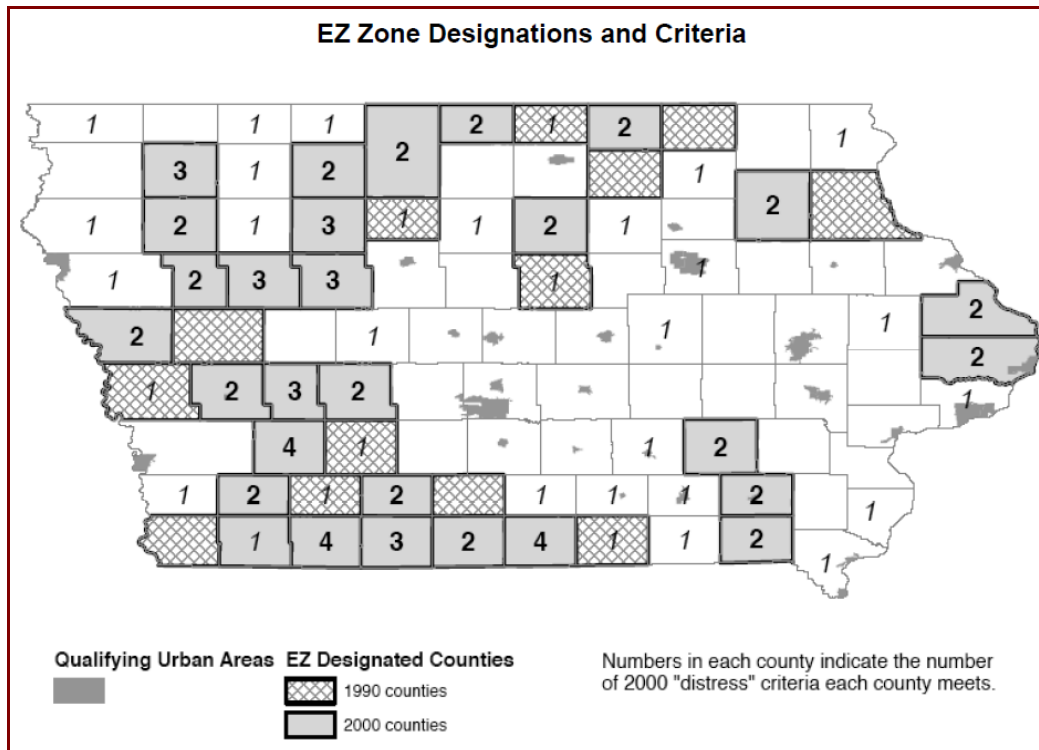 EZ Zone Designations and Criteria
1 1 1 2 1 2 1
2
3 1 2 1
1 2 1 3 1 1 2 1 2
1 2 3 3 1 1
2 1 1 1 2
1 2 3 2 2
1
4 1 1 2
1 2 1 2 1 1 1 2 1
1 4 3 2 4 1 1 2 1
Qualifying Urban Areas
EZ Designated Counties
1990 counties
2000 counties
Numbers in each county indicate the number
of 2000 "distress" criteria each county meets.